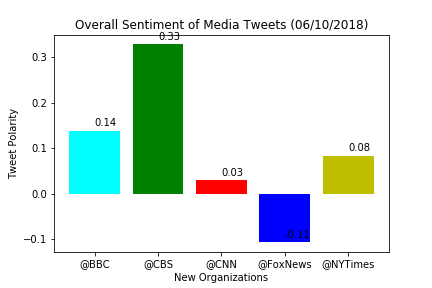 Overall Sentiment of Media Tweets (06/10/2018)
Tweet Polarity
0.3
0.2
0.1
0.0
−0.1
0.14
0.33
0.03
-0.11
0.08
@BBC @CBS @CNN @FoxNews @NYTimes
New Organizations